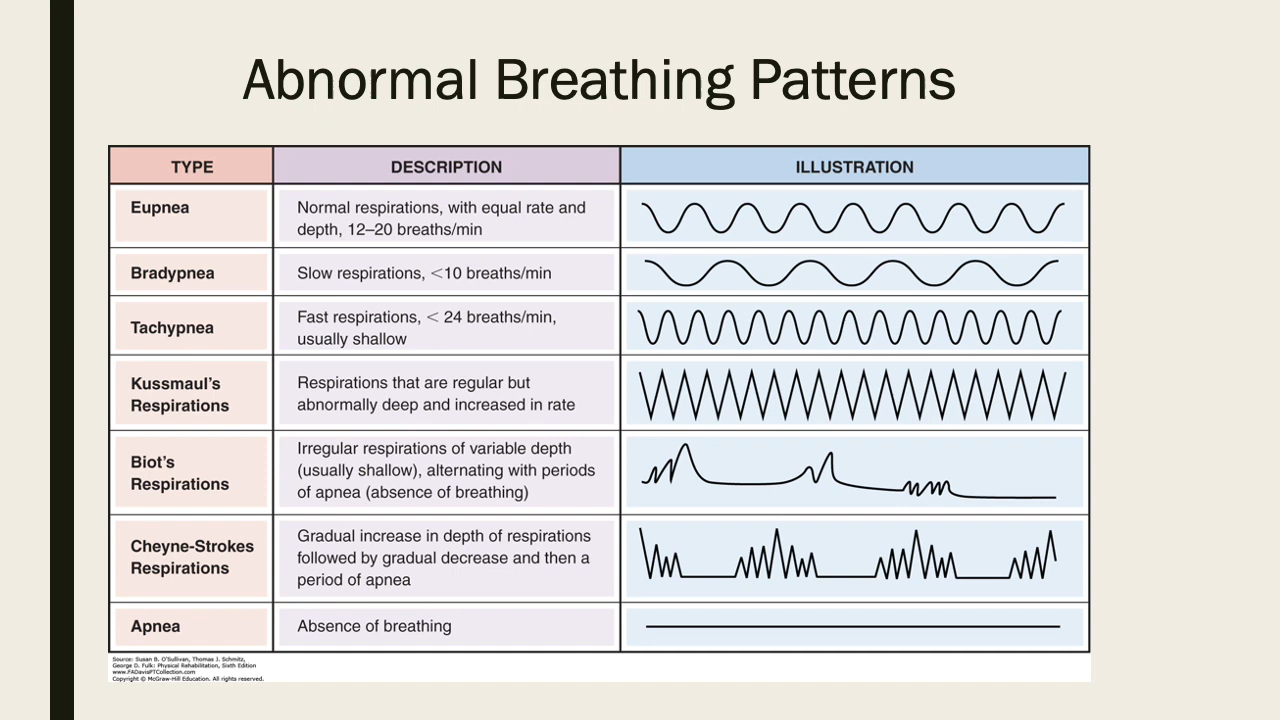 Abnormal Breathing Patterns
TYPE
DESCRIPTION
ILLUSTRATION
Eupnea
Normal respirations, with equal rate and
depth, 12–20 breaths/min
Bradypnea
Slow respirations, <10 breaths/min
Tachypnea
Fast respirations, < 24 breaths/min,
usually shallow
Kussmaul’s
Respirations
Respirations that are regular but
abnormally deep and increased in rate
Biot’s
Respirations
Irregular respirations of variable depth
(usually shallow), alternating with periods
of apnea (absence of breathing)
Cheyne-Strokes
Respirations
Gradual increase in depth of respirations
followed by gradual decrease and then a
period of apnea
Apnea
Absence of breathing
Source: Susan B. O'Sullivan, Thomas J. Schmitz,
George D. Fulk: Physical Rehabilitation, Sixth Edition
www.FADavisPTCollection.com
Copyright © McGraw-Hill Education. All rights reserved.